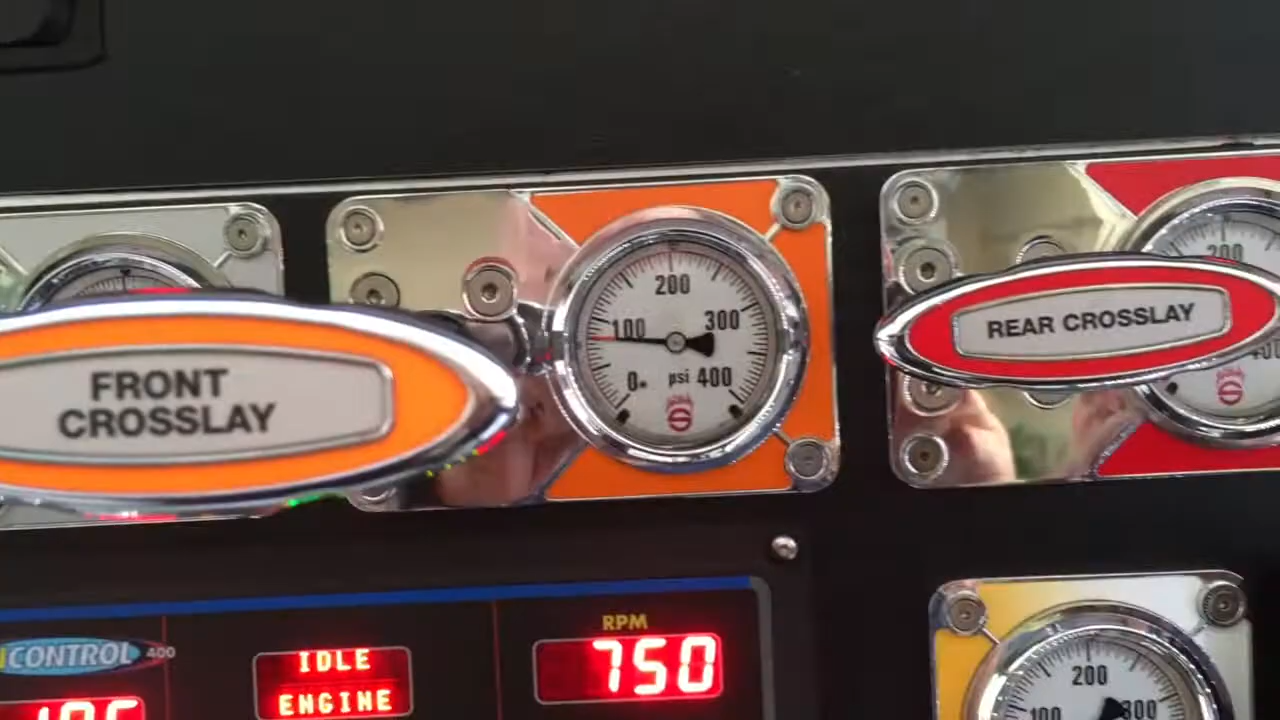 200
100
300
0
psi 400
200
REAR CROSSLAY
FRONT
CROSSLAY
RPM
CONTROL 400
IDLE
ENGINE
750
200
100
300